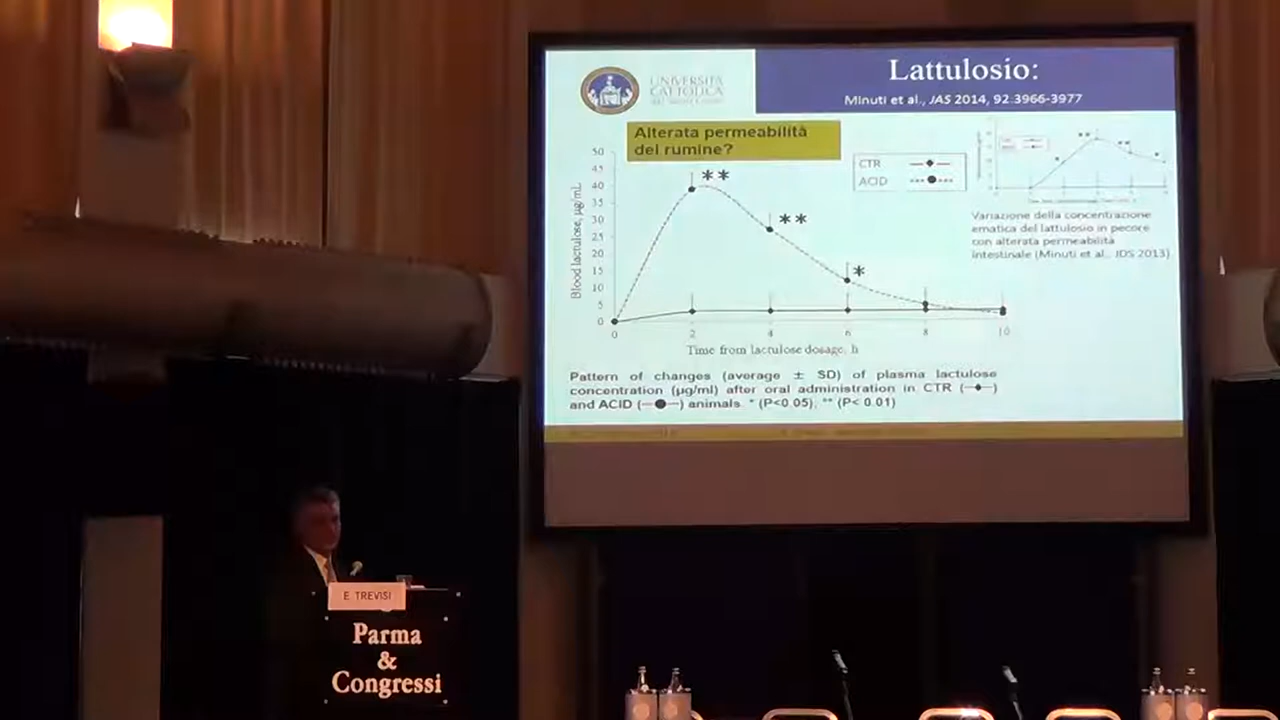 UNIVERSITÀ
CATTOLICA
Lattulosio:
Minuti et al., JAS 2014, 92:3966-3977
Alterata permeabilità
del rumine?
CTR
ACID
Blood lactulose, µg/mL
50
45
40
35
30
25
20
15
10
5
0
**
**
*
0 2 4 6 8 10
Time from lactulose dosage, h
Variazione della concentrazione
ematica del lattulosio in pecore
con alterata permeabilità
intestinale (Minuti et al., JDS 2013)
Pattern of changes (average ± SD) of plasma lactulose
concentration (µg/ml) after oral administration in CTR (—◆—)
and ACID (—●—) animals. * (P<0.05); ** (P< 0.01)
E. TREVISI
Parma
&
Congressi